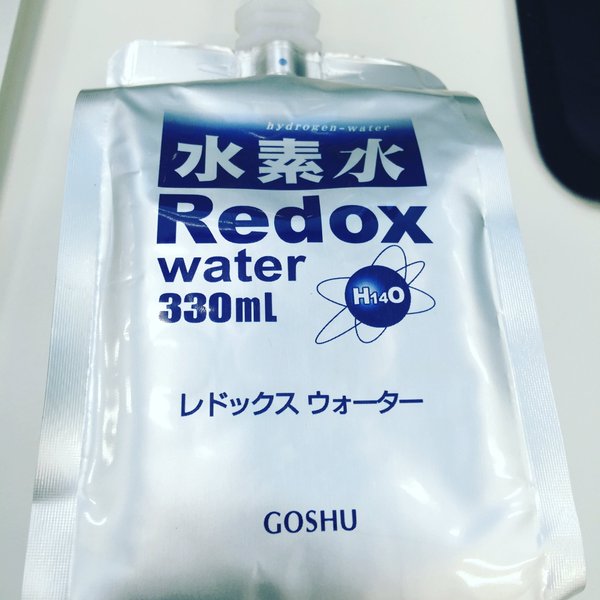 hydrogen-water
水素水
Redox
water
330mL
H14O
レドックス ウォーター
GOSHU